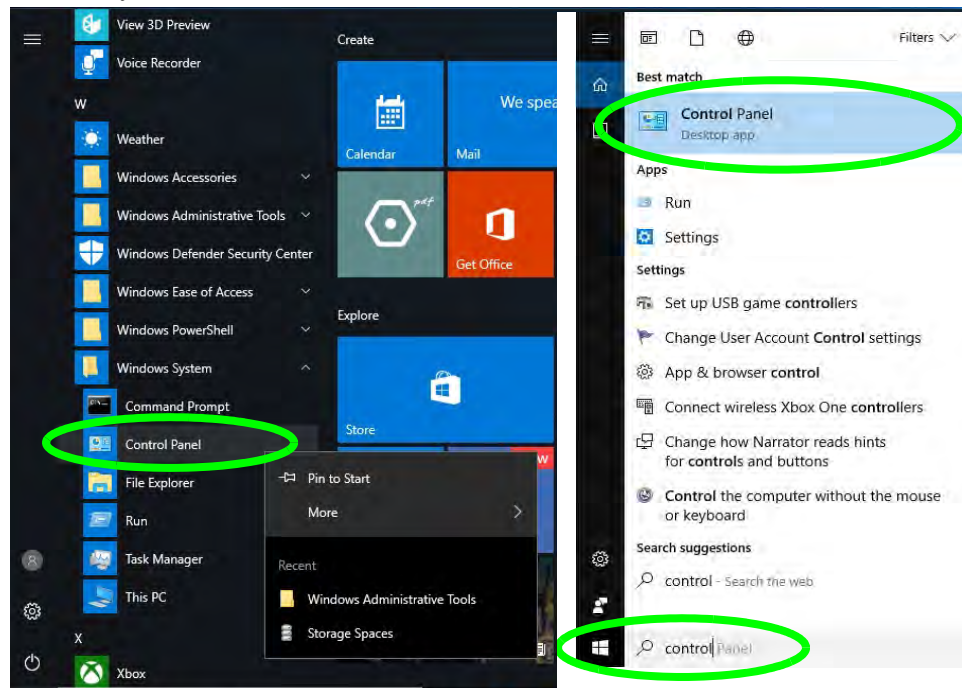 View 3D Preview
Voice Recorder
W
Weather
Windows Accessories
Windows Administrative Tools
Windows Defender Security Center
Windows Ease of Access
Windows PowerShell
Windows System
Command Prompt
Control Panel
File Explorer
Run
Task Manager
This PC
X
Xbox
Create
We spea
Calendar
Mail
pdf
Get Office
Explore
Store
W
Pin to Start
More
Recent
Windows Administrative Tools
Storage Spaces
Filters
Best match
Control Panel
Desktop app
Apps
Run
Settings
Settings
Set up USB game controllers
Change User Account Control settings
App & browser control
Connect wireless Xbox One controllers
Change how Narrator reads hints
for controls and buttons
Control the computer without the mouse
or keyboard
Search suggestions
control - Search the web
control Panel